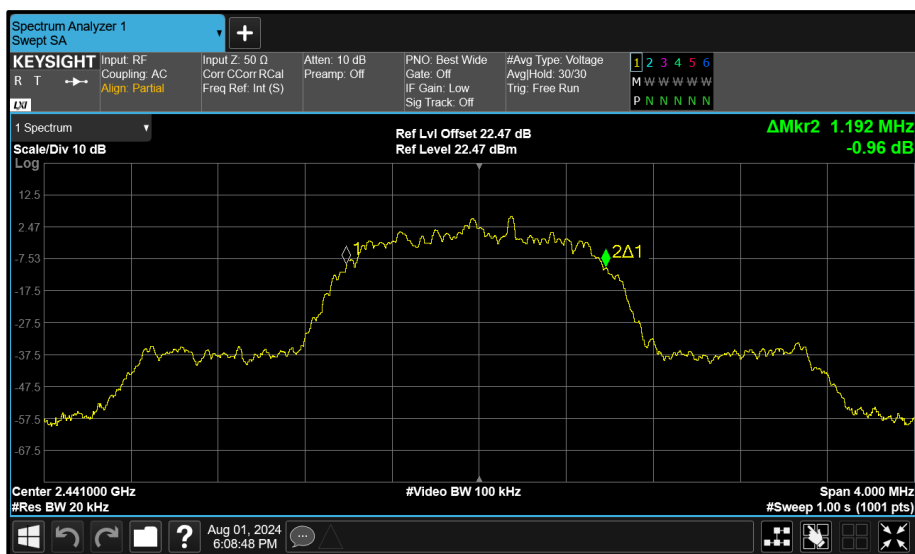 Spectrum Analyzer 1
Swept SA
KEYSIGHT
R T
LXI
Input: RF
Coupling: AC
Align: Partial
Input Z: 50 Ω
Corr CCorr RCal
Freq Ref: Int (S)
Atten: 10 dB
Preamp: Off
PNO: Best Wide
Gate: Off
IF Gain: Low
Sig Track: Off
#Avg Type: Voltage
Avg|Hold: 30/30
Trig: Free Run
1 2 3 4 5 6
M W W W W W
P N N N N N
1 Spectrum
Scale/Div 10 dB
Ref Lvl Offset 22.47 dB
Ref Level 22.47 dBm
ΔMkr2 1.192 MHz
-0.96 dB
Log
12.5
2.47
-7.53
-17.5
-27.5
-37.5
-47.5
-57.5
-67.5
1
2Δ1
Center 2.441000 GHz
#Res BW 20 kHz
#Video BW 100 kHz
Span 4.000 MHz
#Sweep 1.00 s (1001 pts)
?
Aug 01, 2024
6:08:48 PM